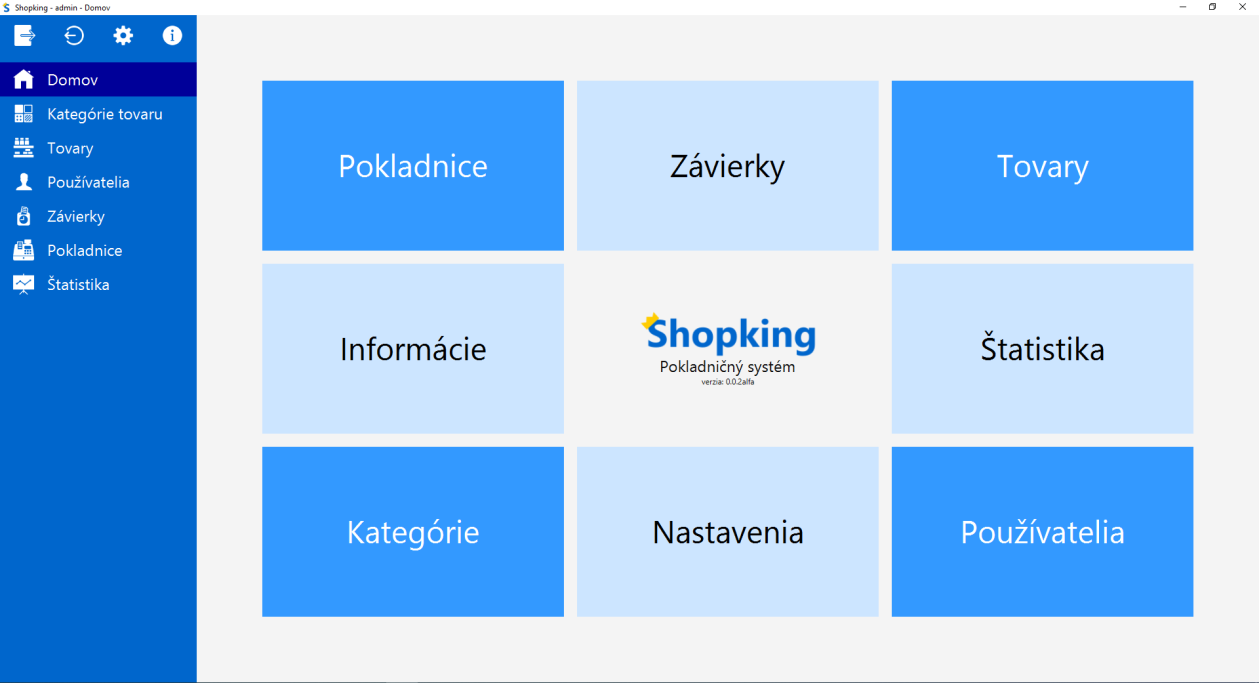 Shopking - admin - Domov
Domov
Kategórie tovaru
Tovary
Používatelia
Závierky
Pokladnice
Štatistika
Pokladnice
Závierky
Tovary
Informácie
Shopking
Pokladničný systém
verzia: 0.0.2alfa
Štatistika
Kategórie
Nastavenia
Používatelia